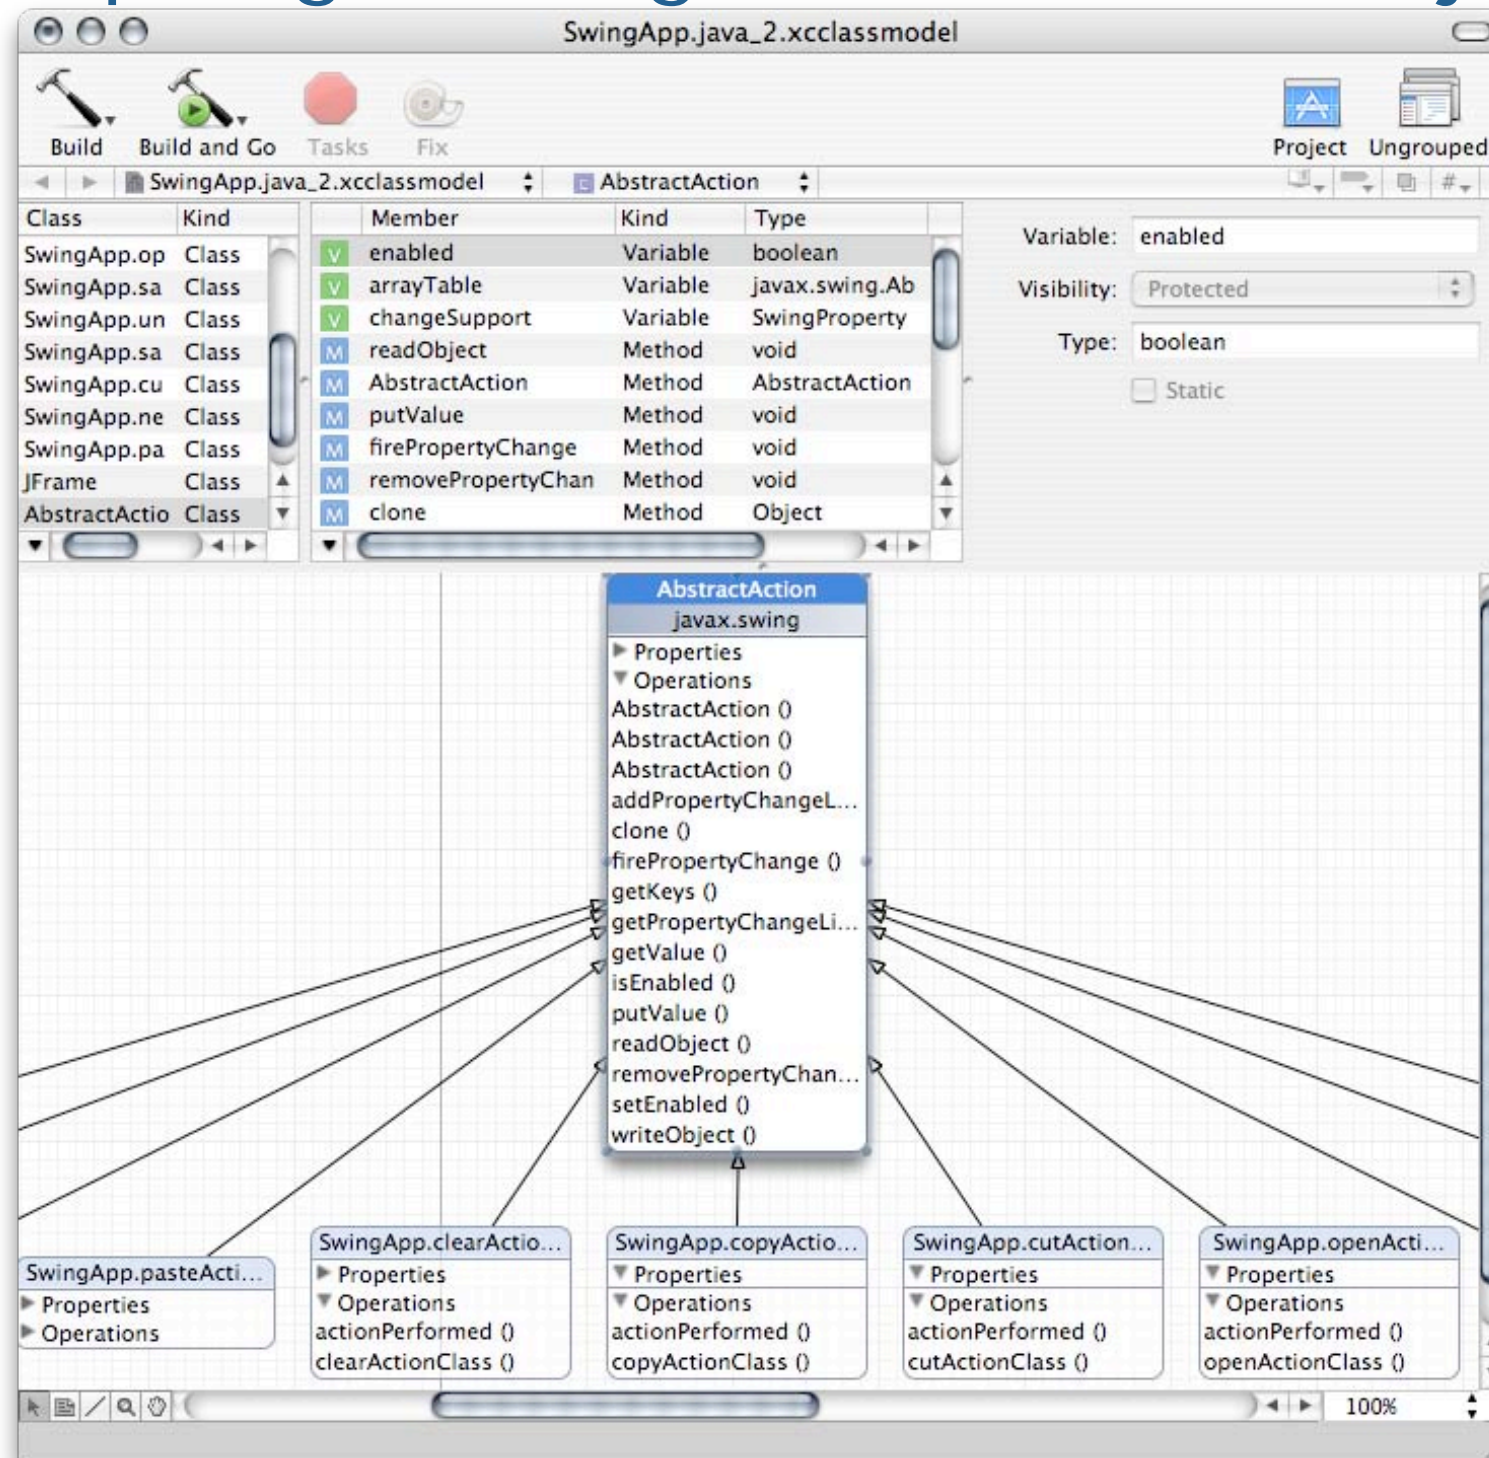 SwingApp.java_2.xcclassmodel
Build Build and Go Tasks Fix Project Ungrouped
SwingApp.java_2.xcclassmodel AbstractAction #
Class Kind
SwingApp.op Class
SwingApp.sa Class
SwingApp.un Class
SwingApp.sa Class
SwingApp.cu Class
SwingApp.ne Class
SwingApp.pa Class
JFrame Class
AbstractActio Class
Member Kind Type
V enabled Variable boolean
V arrayTable Variable javax.swing.Ab
V changeSupport Variable SwingProperty
M readObject Method void
M AbstractAction Method AbstractAction
M putValue Method void
M firePropertyChange Method void
M removePropertyChan Method void
M clone Method Object
Variable: enabled
Visibility: Protected
Type: boolean
Static
AbstractAction
javax.swing
Properties
Operations
AbstractAction ()
AbstractAction ()
AbstractAction ()
addPropertyChangeL...
clone ()
firePropertyChange ()
getKeys ()
getPropertyChangeLi...
getValue ()
isEnabled ()
putValue ()
readObject ()
removePropertyChan...
setEnabled ()
writeObject ()
SwingApp.pasteActi...
Properties
Operations
SwingApp.clearActio...
Properties
Operations
actionPerformed ()
clearActionClass ()
SwingApp.copyActio...
Properties
Operations
actionPerformed ()
copyActionClass ()
SwingApp.cutAction...
Properties
Operations
actionPerformed ()
cutActionClass ()
SwingApp.openActi...
Properties
Operations
actionPerformed ()
openActionClass ()
100%